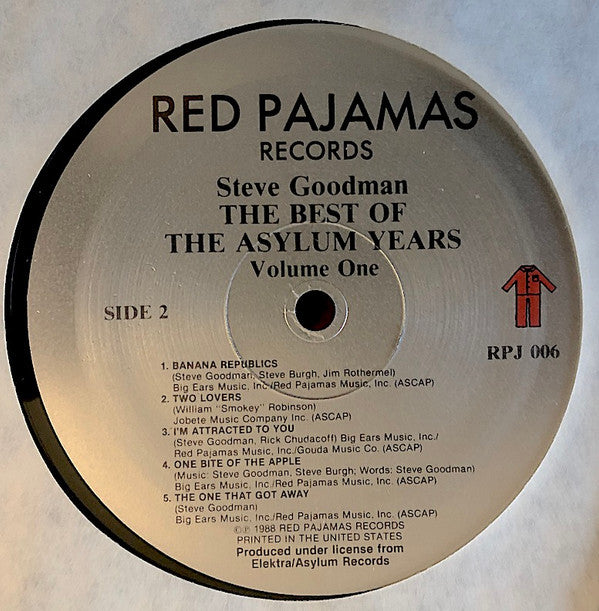 RED PAJAMAS
RECORDS
Steve Goodman
THE BEST OF
THE ASYLUM YEARS
Volume One
SIDE 2
RPJ 006
1. BANANA REPUBLICS
(Steve Goodman, Steve Burgh, Jim Rothermel)
Big Ears Music, Inc./Red Pajamas Music, Inc. (ASCAP)
2. TWO LOVERS
(William "Smokey" Robinson)
Jobete Music Company Inc. (ASCAP)
3. I'M ATTRACTED TO YOU
(Steve Goodman, Rick Chudacoff) Big Ears Music, Inc./
Red Pajamas Music, Inc./Gouda Music Co. (ASCAP)
4. ONE BITE OF THE APPLE
(Music: Steve Goodman, Steve Burgh; Words: Steve Goodman)
Big Ears Music, Inc./Red Pajamas Music, Inc. (ASCAP)
5. THE ONE THAT GOT AWAY
(Steve Goodman)
Big Ears Music, Inc./Red Pajamas Music, Inc. (ASCAP)
©℗ 1988 RED PAJAMAS RECORDS
PRINTED IN THE UNITED STATES
Produced under license from
Elektra/Asylum Records